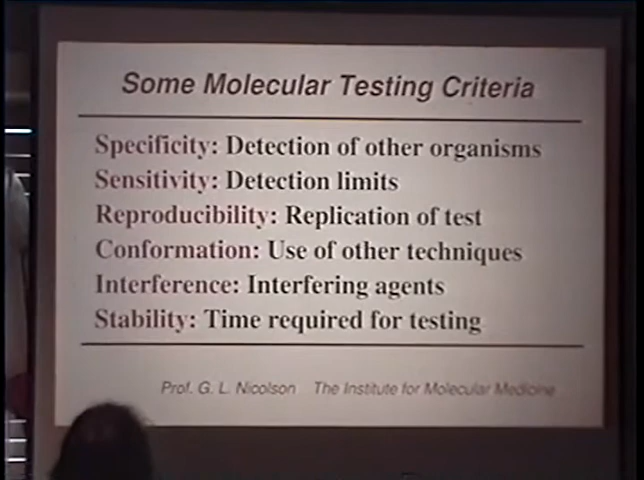 Some Molecular Testing Criteria
Specificity: Detection of other organisms
Sensitivity: Detection limits
Reproducibility: Replication of test
Conformation: Use of other techniques
Interference: Interfering agents
Stability: Time required for testing
Prof. G. L. Nicolson The Institute for Molecular Medicine